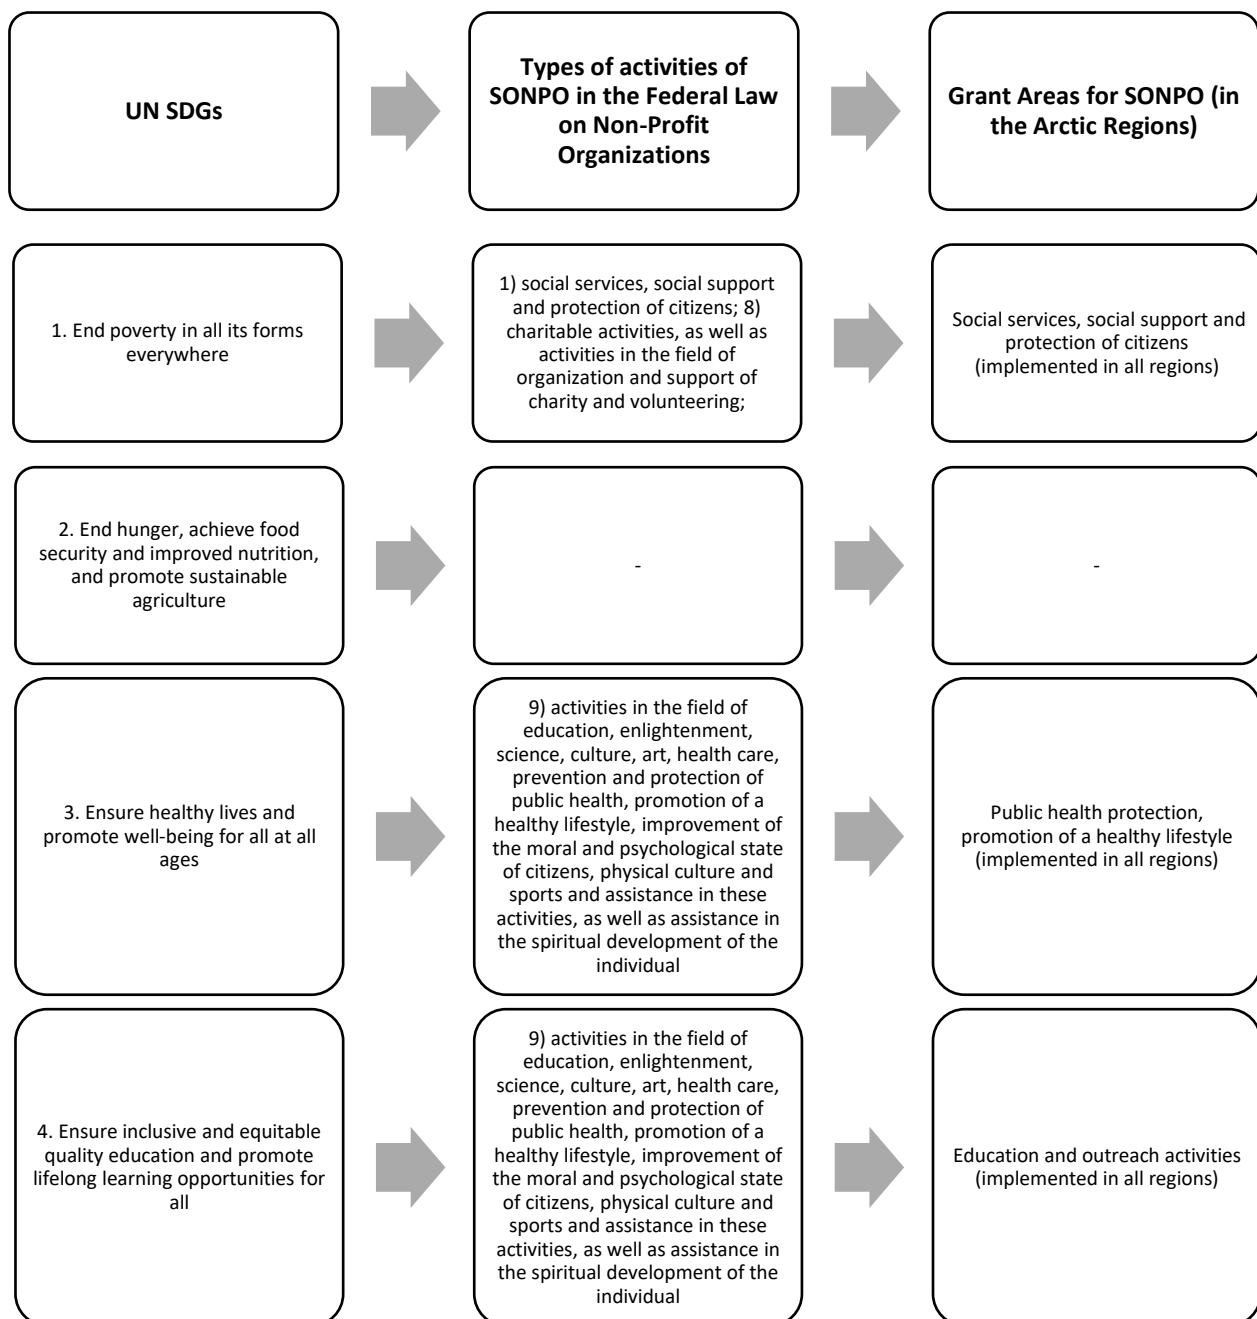 UN SDGs
Types of activities of
SONPO in the Federal Law
on Non-Profit
Organizations
Grant Areas for SONPO (in
the Arctic Regions)
1. End poverty in all its forms
everywhere
1) social services, social support
and protection of citizens; 8)
charitable activities, as well as
activities in the field of
organization and support of
charity and volunteering;
Social services, social support and
protection of citizens
(implemented in all regions)
2. End hunger, achieve food
security and improved nutrition,
and promote sustainable
agriculture
-
-
3. Ensure healthy lives and
promote well-being for all at all
ages
9) activities in the field of
education, enlightenment,
science, culture, art, health care,
prevention and protection of
public health, promotion of a
healthy lifestyle, improvement of
the moral and psychological state
of citizens, physical culture and
sports and assistance in these
activities, as well as assistance in
the spiritual development of the
individual
Public health protection,
promotion of a healthy lifestyle
(implemented in all regions)
4. Ensure inclusive and equitable
quality education and promote
lifelong learning opportunities for
all
9) activities in the field of
education, enlightenment,
science, culture, art, health care,
prevention and protection of
public health, promotion of a
healthy lifestyle, improvement of
the moral and psychological state
of citizens, physical culture and
sports and assistance in these
activities, as well as assistance in
the spiritual development of the
individual
Education and outreach activities
(implemented in all regions)